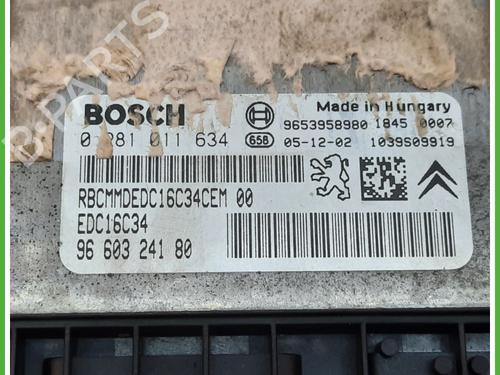 BOSCH
Made in Hungary
0 281 011 634
658
9653958980 1845 0007
05-12-02 1039S09919
RBCMMDEDC16C34CEM 00
EDC16C34
96 603 241 80
B-PARTS